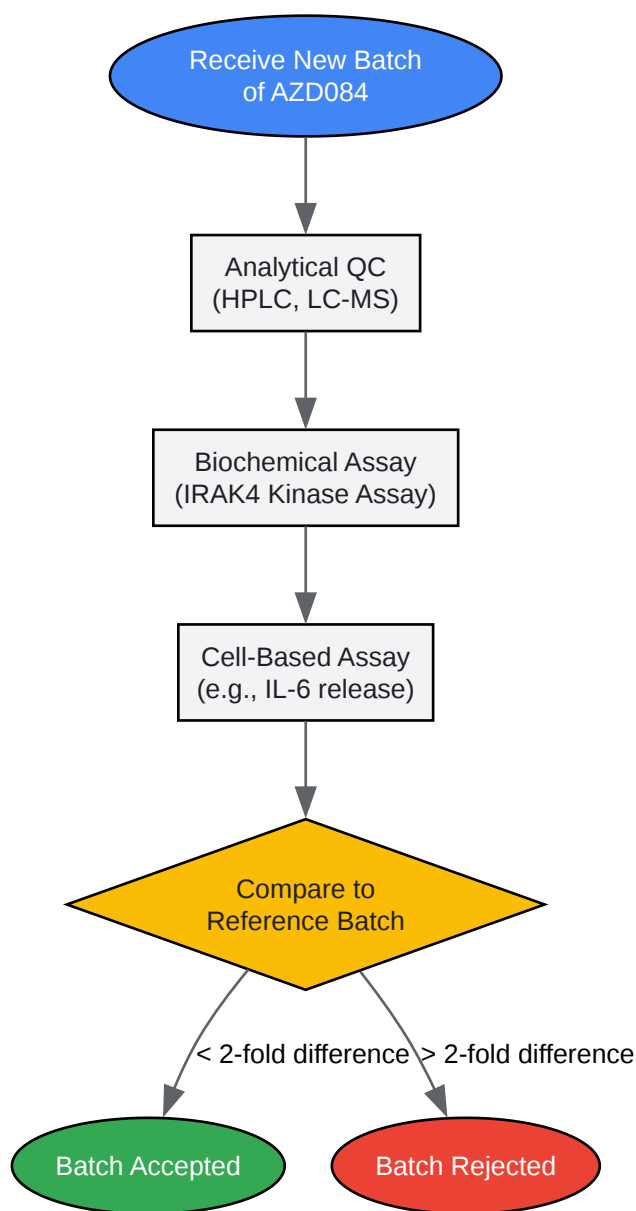 Receive New Batch
of AZD084
Analytical QC
(HPLC, LC-MS)
Biochemical Assay
(IRAK4 Kinase Assay)
Cell-Based Assay
(e.g., IL-6 release)
Compare to
Reference Batch
< 2-fold difference
> 2-fold difference
Batch Accepted
Batch Rejected